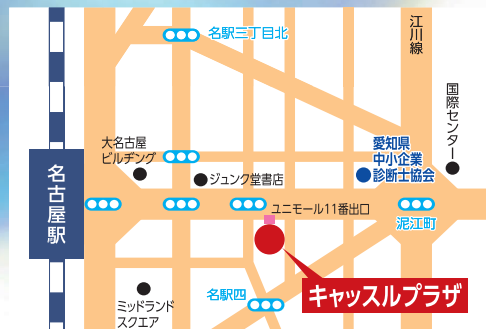 名駅三丁目北
江川線
国際センター
大名古屋
ビルヂング
愛知県
中小企業
診断士協会
ジュンク堂書店
名古屋駅
ユニモール11番出口
泥江町
キャッスルプラザ
名駅四
ミッドランド
スクエア